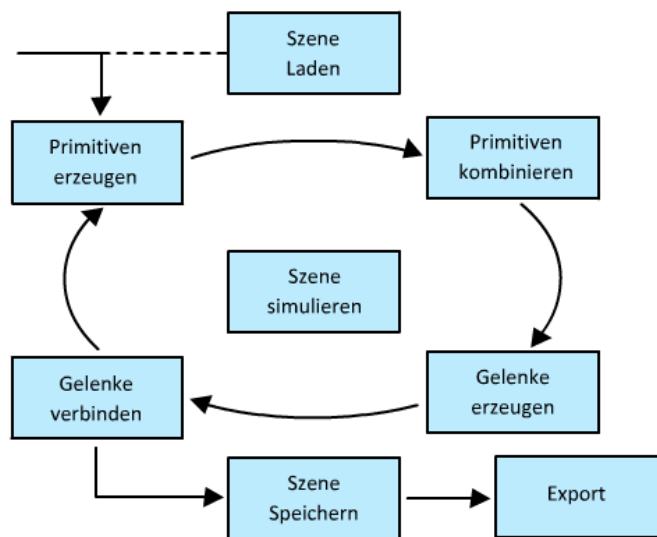 Szene
Laden
Primitiven
erzeugen
Primitiven
kombinieren
Szene
simulieren
Gelenke
verbinden
Gelenke
erzeugen
Szene
Speichern
Export